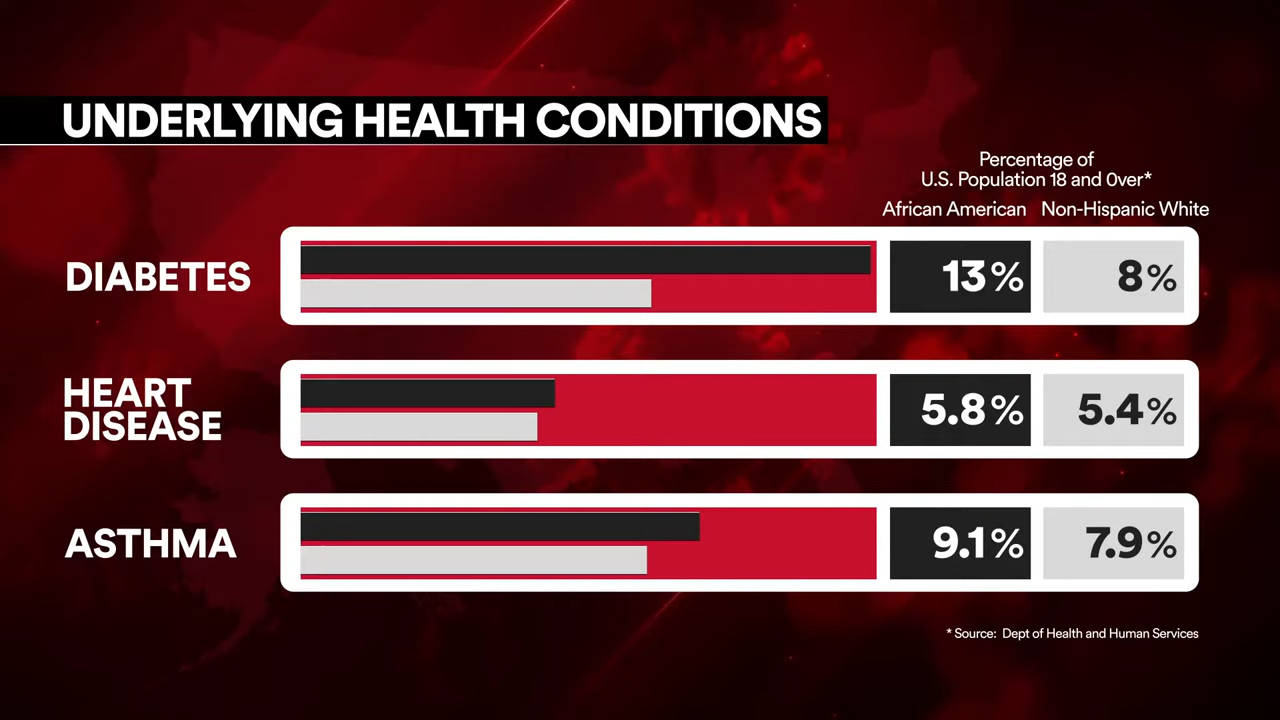 UNDERLYING HEALTH CONDITIONS
Percentage of
U.S. Population 18 and Over*
African American Non-Hispanic White
DIABETES 13% 8%
HEART
DISEASE
5.8% 5.4%
ASTHMA 9.1% 7.9%
* Source: Dept of Health and Human Services